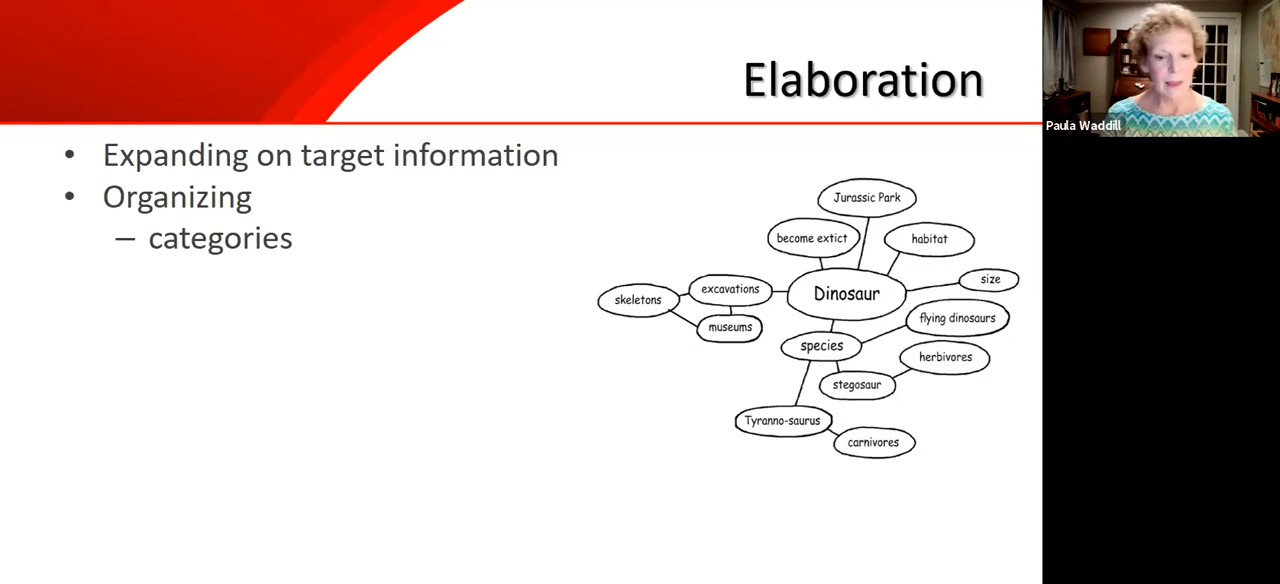 Elaboration
Paula Waddill
• Expanding on target information
• Organizing
– categories
Jurassic Park
become extict
habitat
size
Dinosaur
excavations
skeletons
museums
flying dinosaurs
species
herbivores
stegosaur
Tyranno-saurus
carnivores